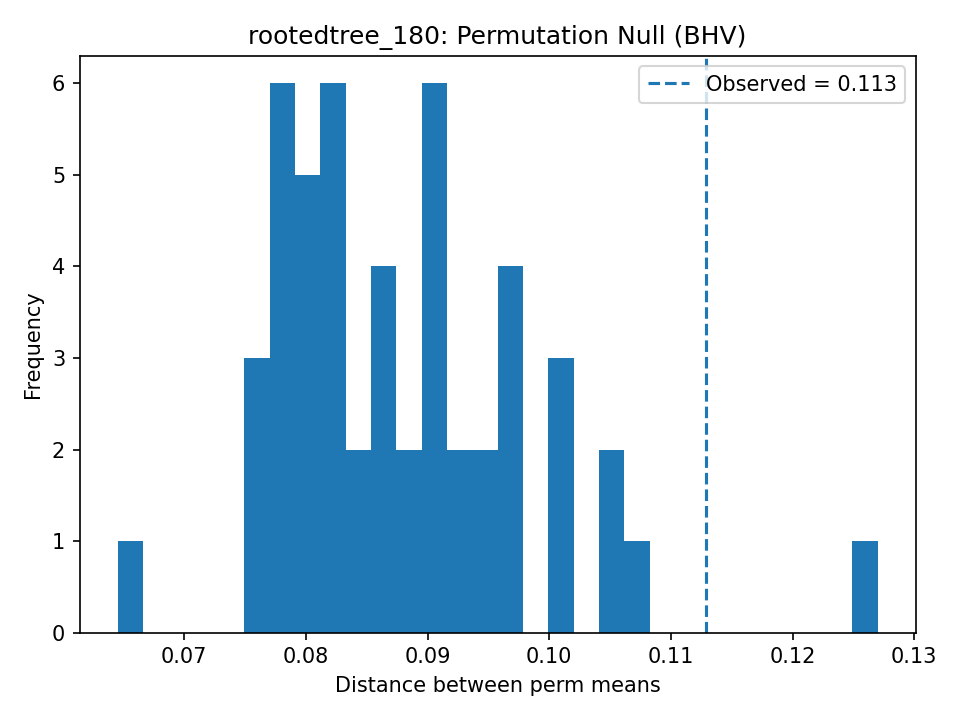 rootedtree_180: Permutation Null (BHV)
Observed = 0.113
6
5
4
3
2
1
0
Frequency
0.07 0.08 0.09 0.10 0.11 0.12 0.13
Distance between perm means